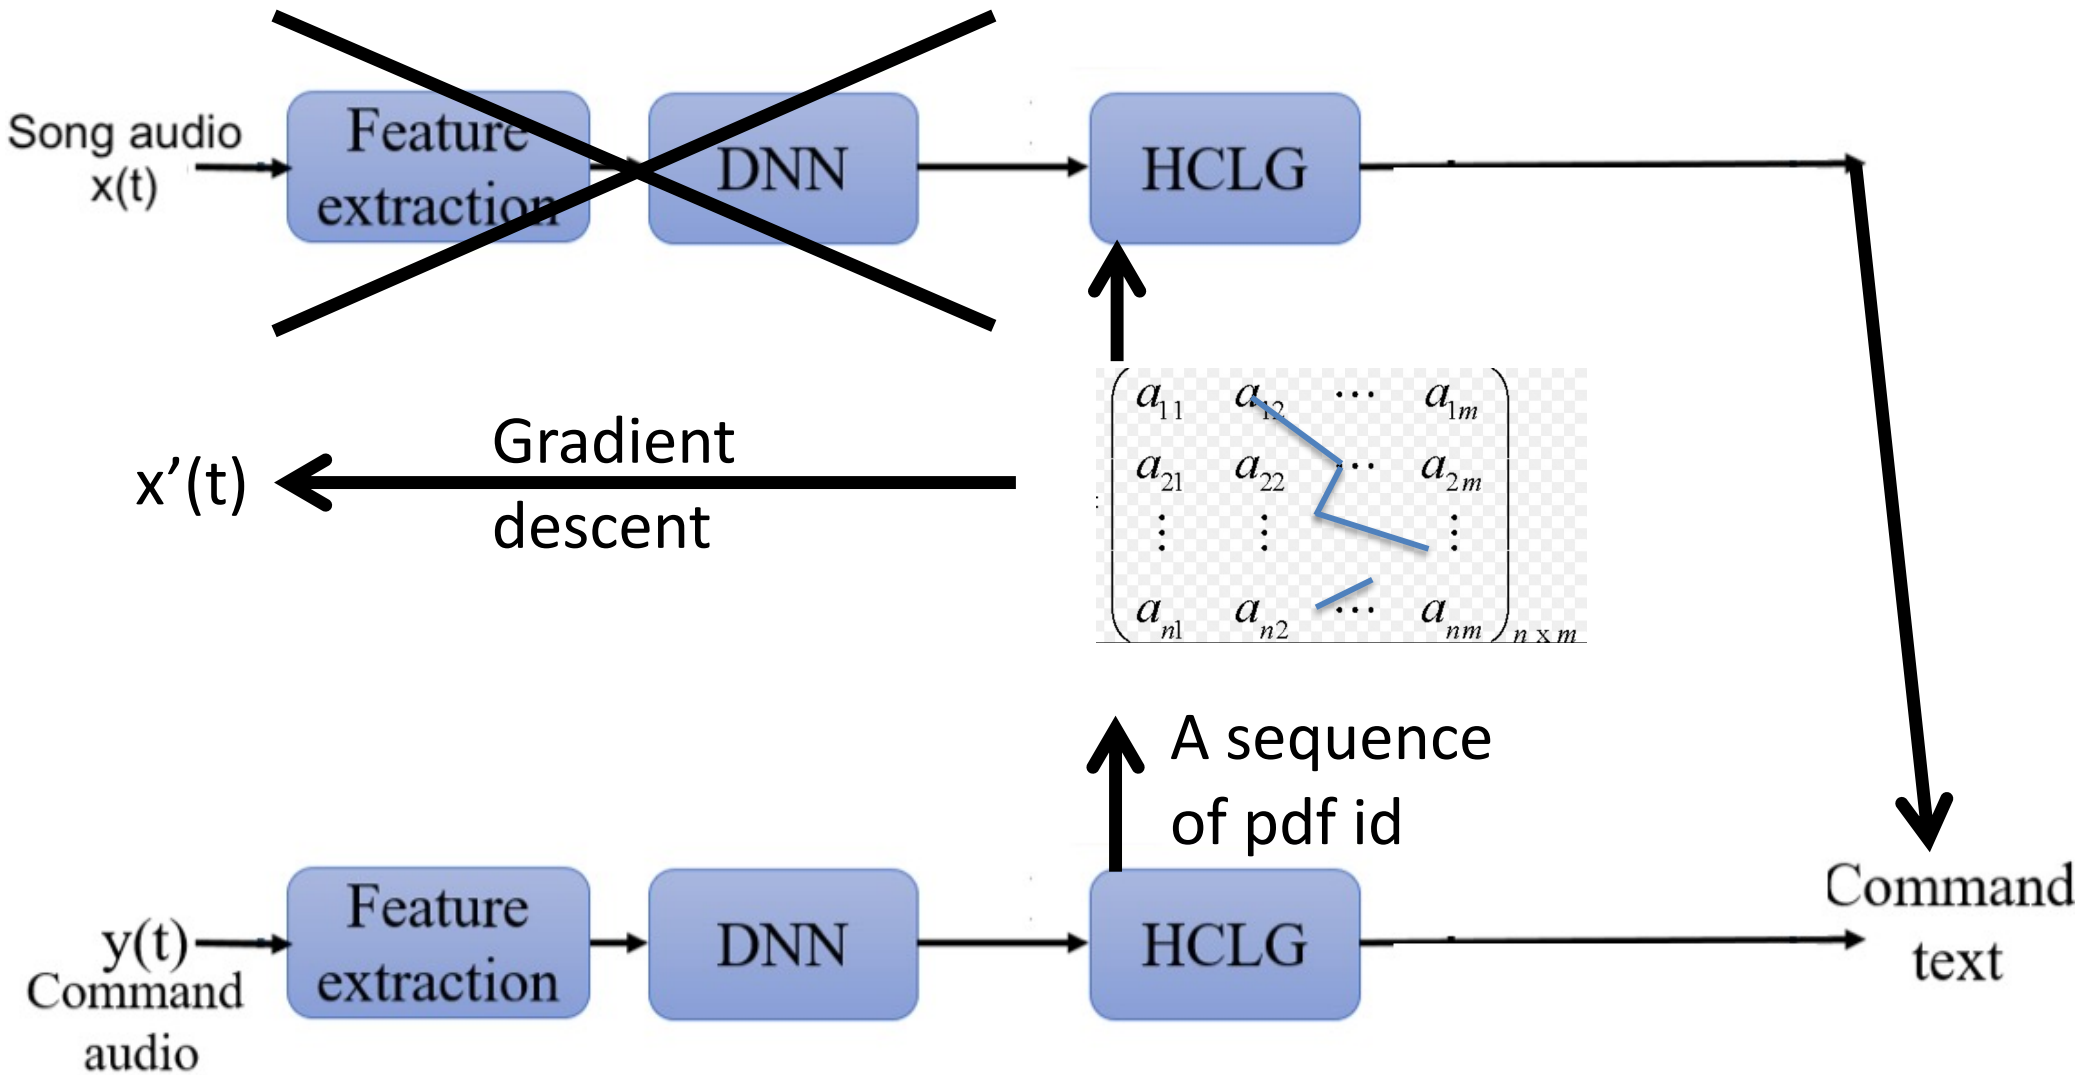 Song audio
x(t)
Feature
extraction
DNN
HCLG
x’(t)
Gradient
descent
a11 a12 ⋯ a1m
a21 a22 ⋯ a2m
⋮ ⋮ ⋮
an1 an2 ⋯ anm
n x m
A sequence
of pdf id
y(t)
Command
audio
Feature
extraction
DNN
HCLG
Command
text